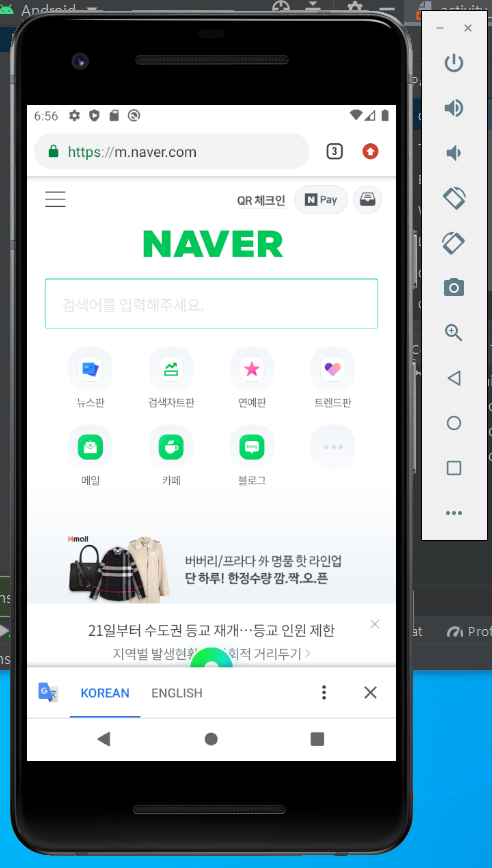 Android
activity
6:56
https://m.naver.com
3
QR 체크인
N Pay
NAVER
검색어를 입력해주세요.
뉴스판
검색차트판
연예판
트렌드판
메일
카페
블로그
Hmall
버버리/프라다 外 명품 핫 라인업
단 하루! 한정수량 깜.짝.오.픈
21일부터 수도권 등교 재개…등교 인원 제한
지역별 발생현황
회적 거리두기
KOREAN
ENGLISH
at
Prof